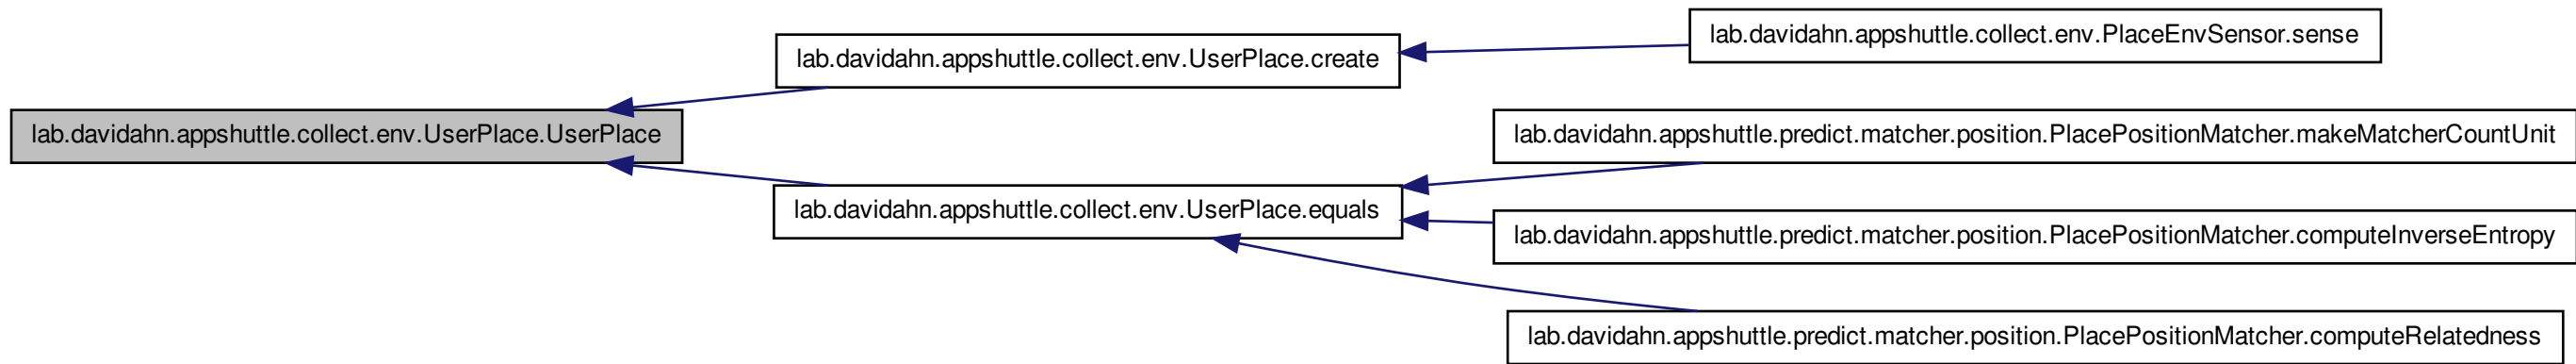 lab.davidahn.appshuttle.collect.env.UserPlace.UserPlace
lab.davidahn.appshuttle.collect.env.UserPlace.create
lab.davidahn.appshuttle.collect.env.PlaceEnvSensor.sense
lab.davidahn.appshuttle.collect.env.UserPlace.equals
lab.davidahn.appshuttle.predict.matcher.position.PlacePositionMatcher.makeMatcherCountUnit
lab.davidahn.appshuttle.predict.matcher.position.PlacePositionMatcher.computeInverseEntropy
lab.davidahn.appshuttle.predict.matcher.position.PlacePositionMatcher.computeRelatedness